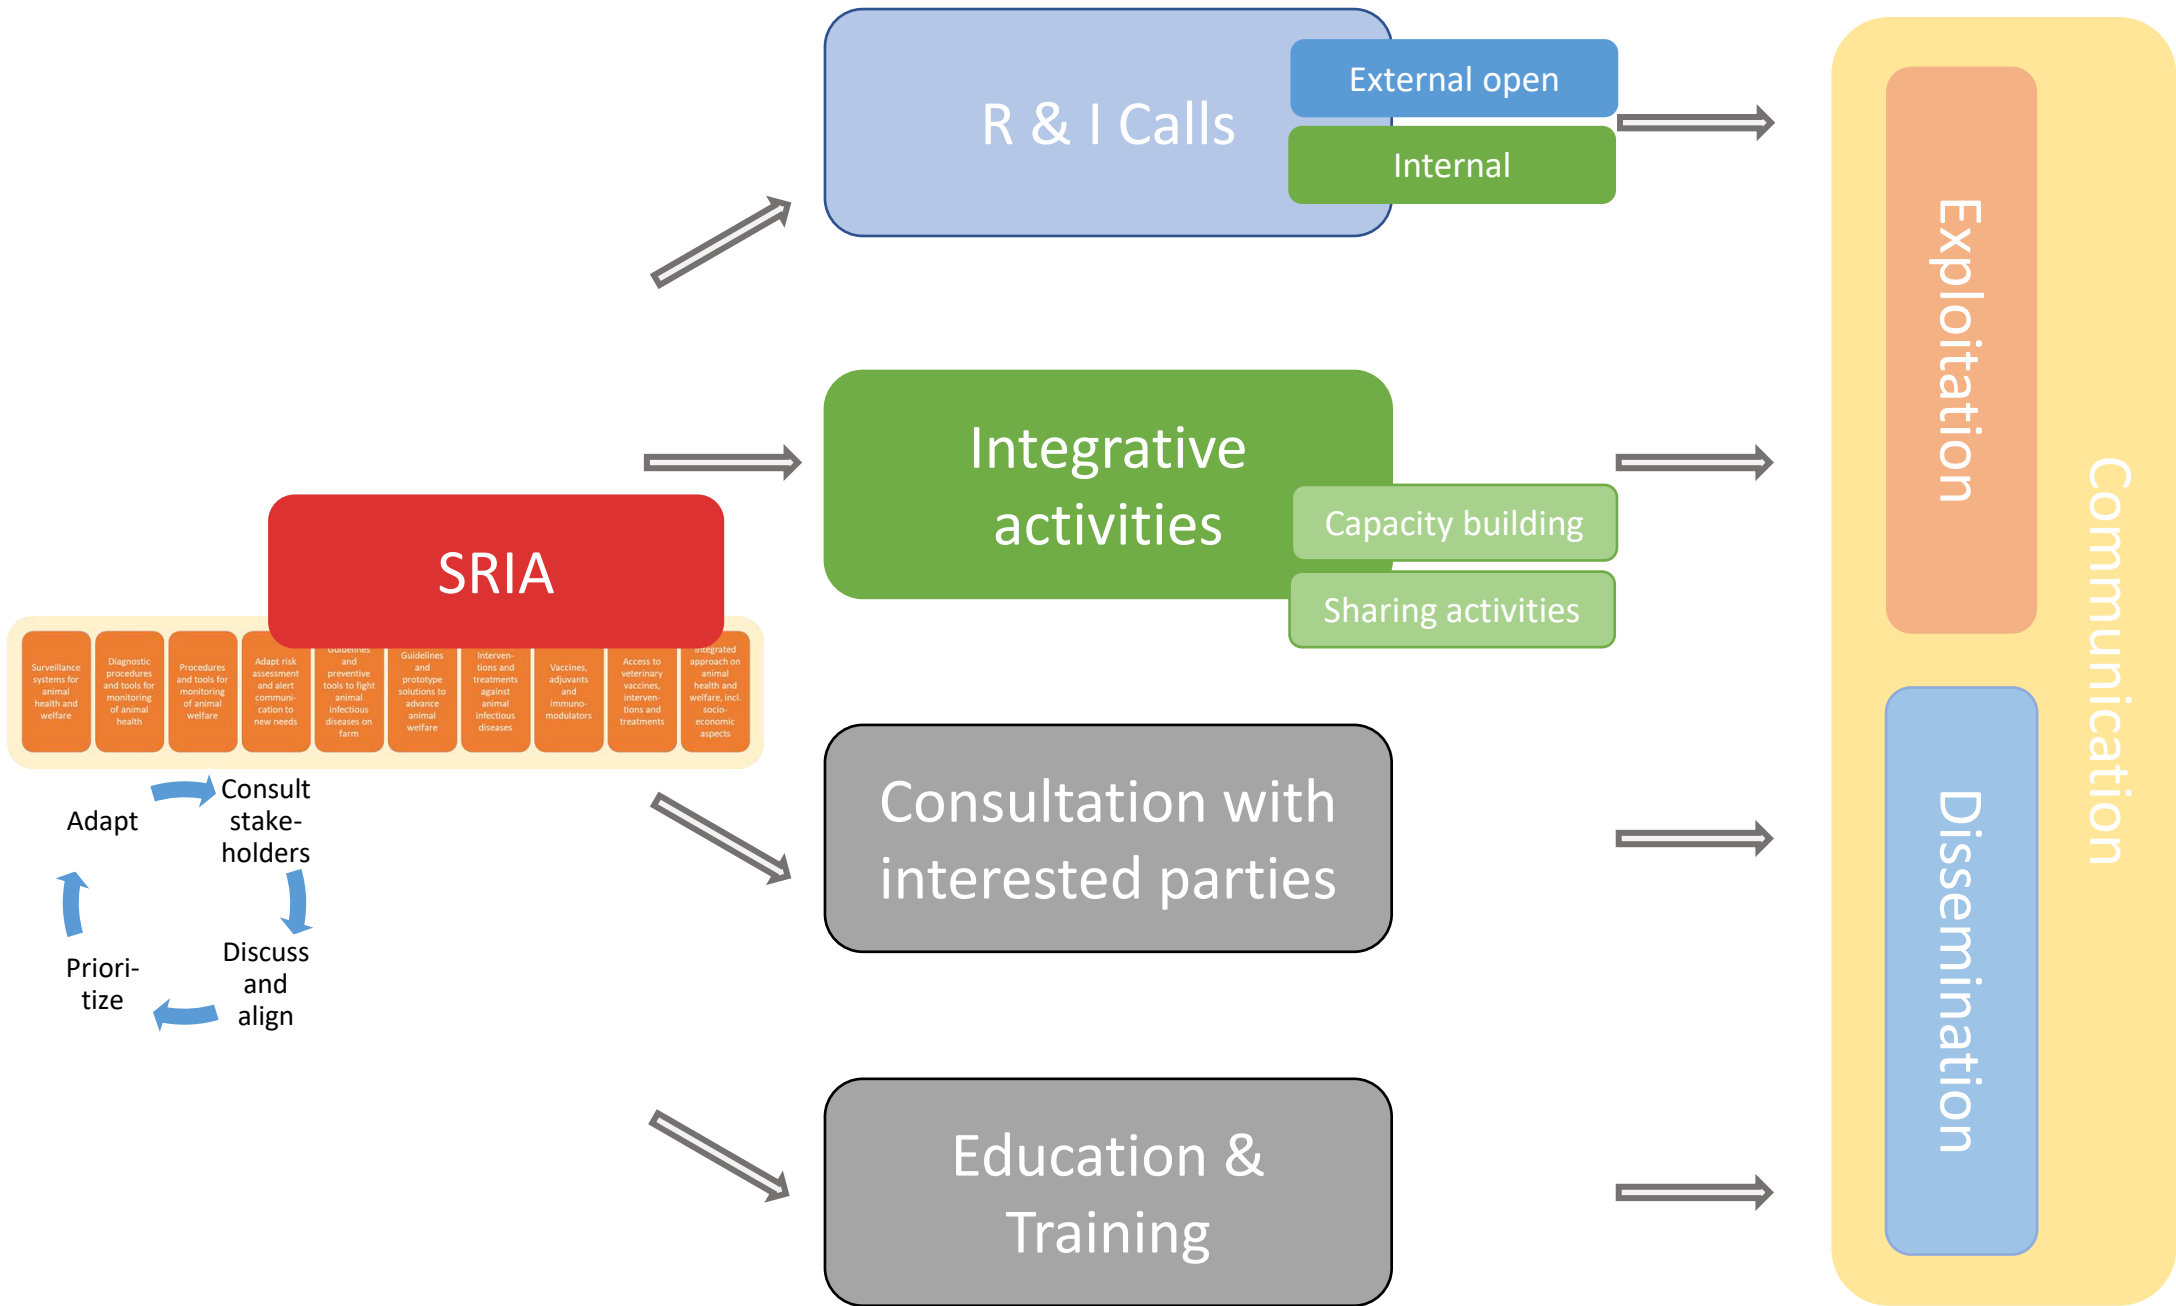 R & I Calls
External open
Internal
Integrative
activities
Capacity building
Sharing activities
SRIA
Surveillance
systems for
animal
health and
welfare
Diagnostic
procedures
and tools for
monitoring
of animal
health
Procedures
and tools for
monitoring
of animal
welfare
Adapt risk
assessment
and alert
communi-
cation to
new needs
Guidelines
and
preventive
tools to fight
animal
infectious
diseases on
farm
Guidelines
and
prototype
solutions to
advance
animal
welfare
Interven-
tions and
treatments
against
animal
infectious
diseases
Vaccines,
adjuvants
and
immuno-
modulators
Access to
veterinary
vaccines,
interven-
tions and
treatments
Integrated
approach on
animal
health and
welfare, incl.
socio-
economic
aspects
Adapt
Consult
stake-
holders
Discuss
and
align
Priori-
tize
Consultation with
interested parties
Education &
Training
Exploitation
Dissemination
Communication